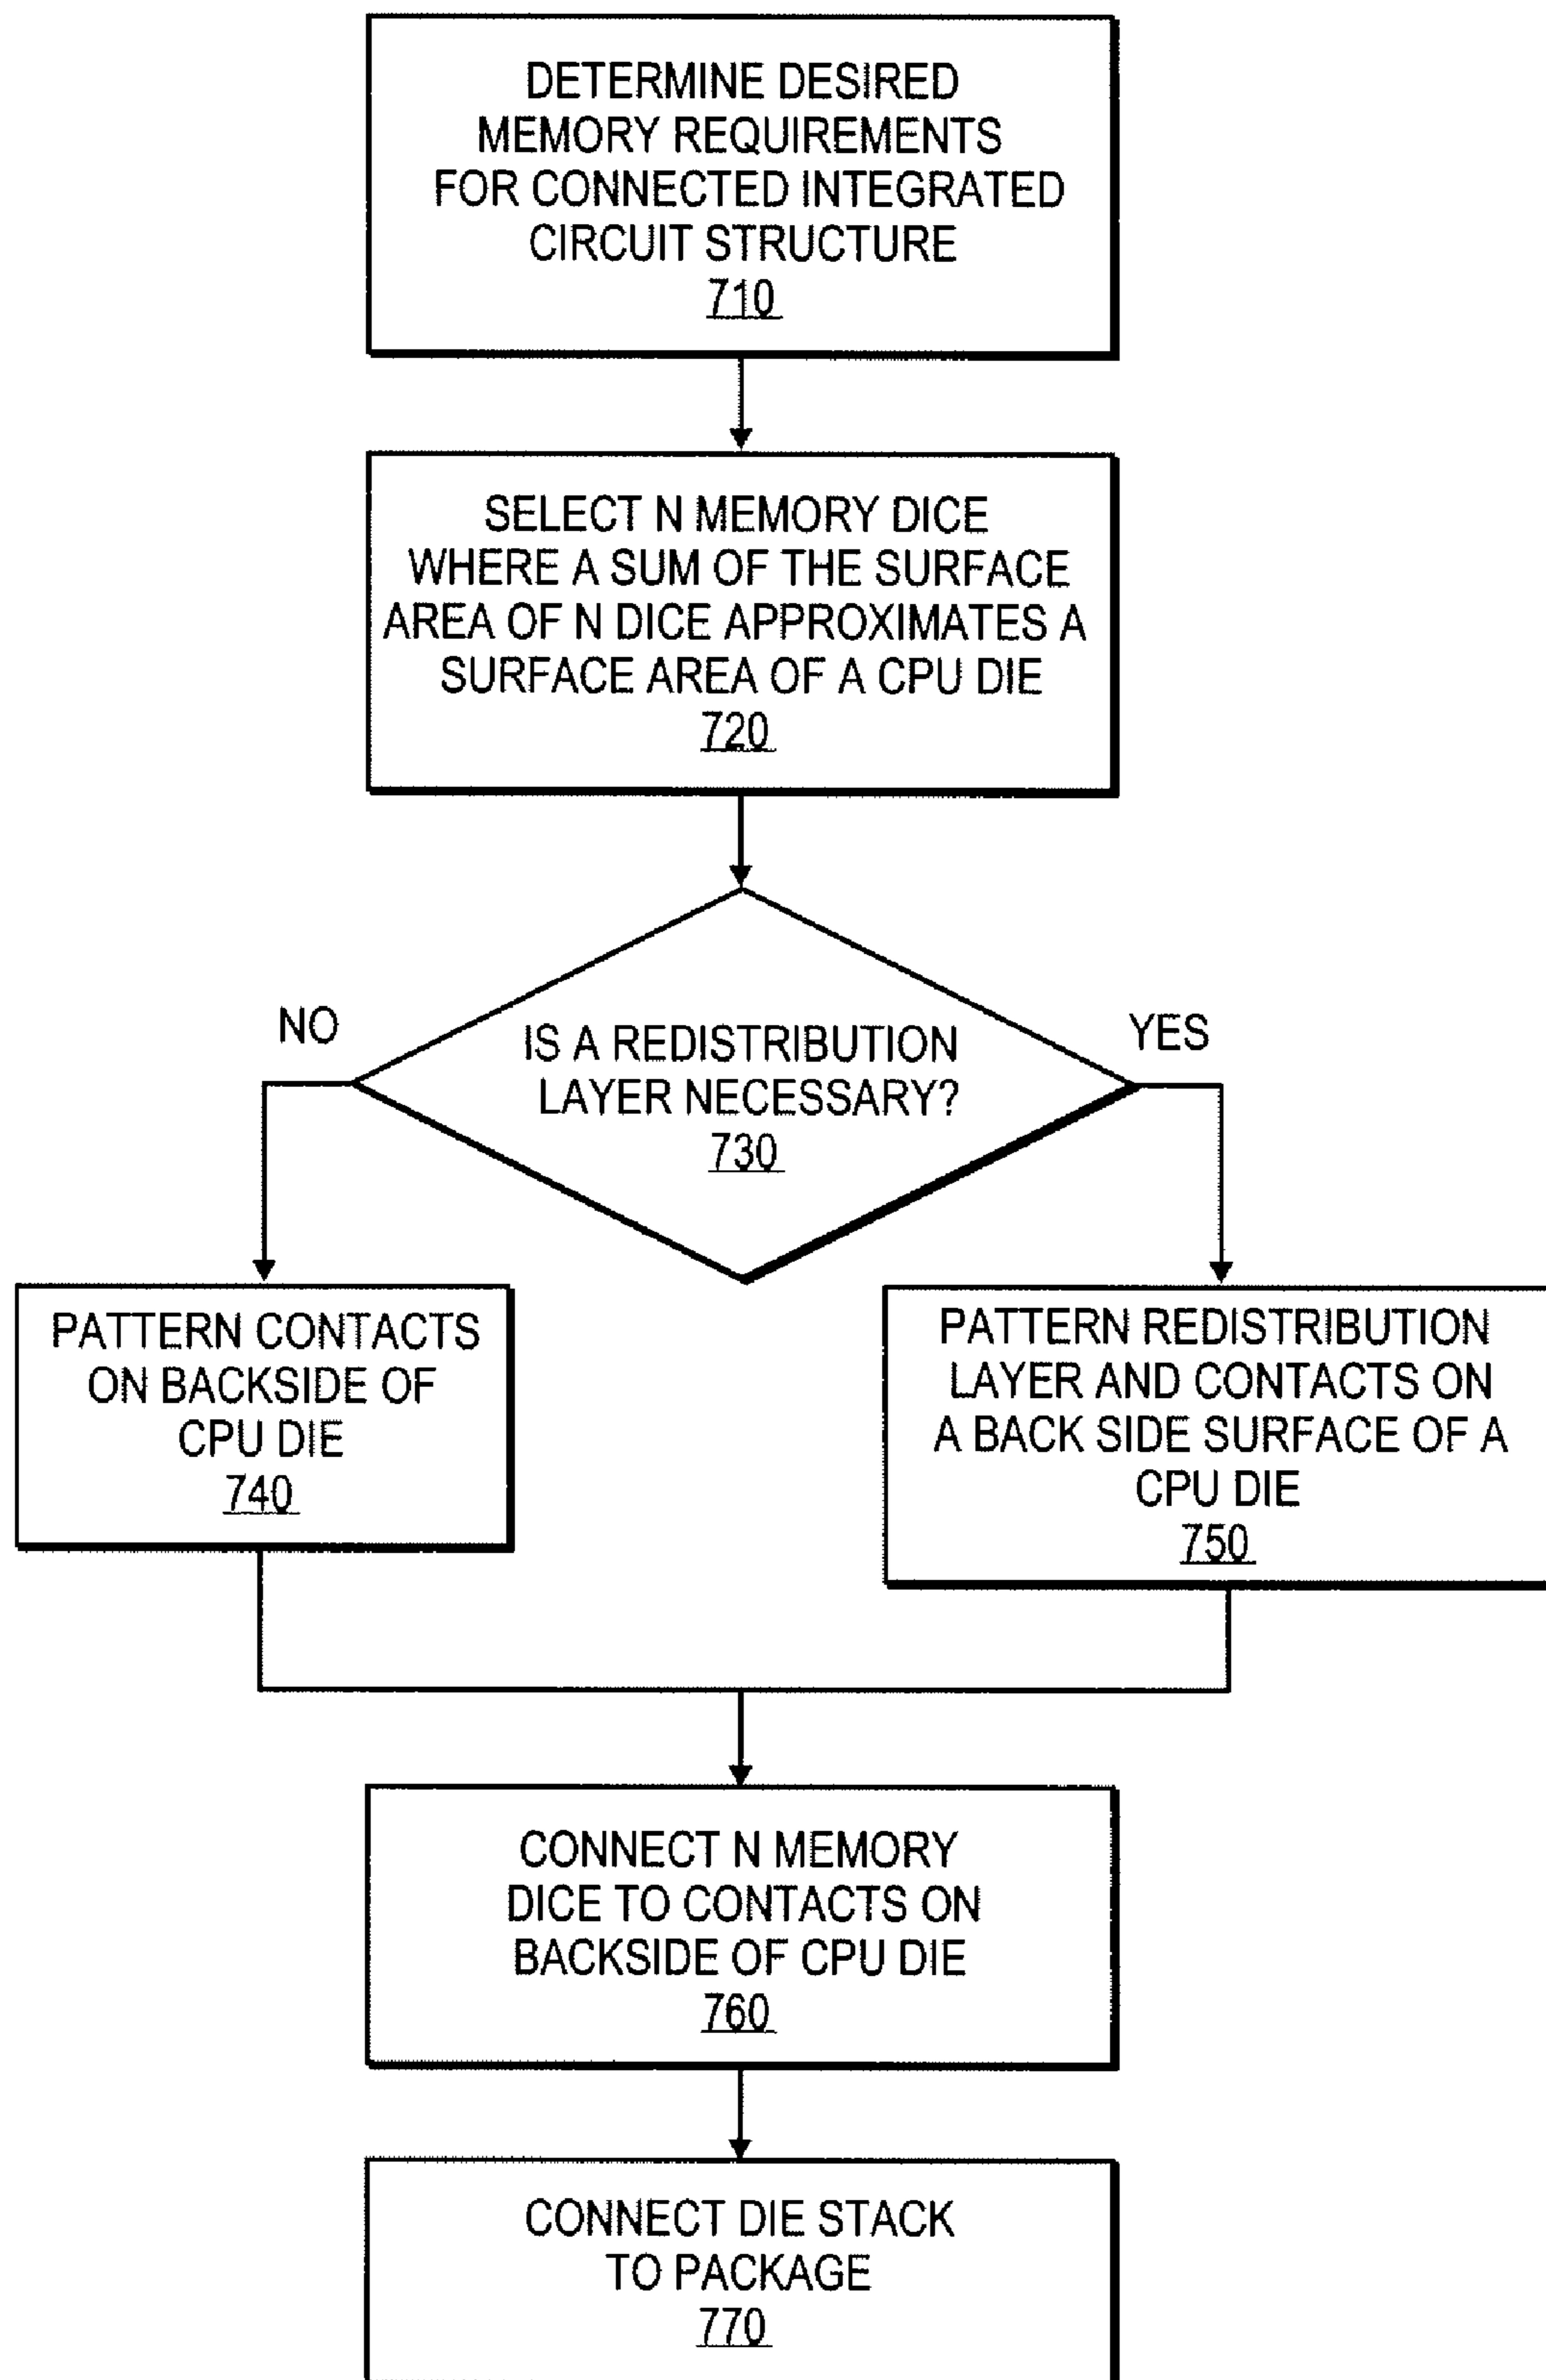 DETERMINE DESIRED
MEMORY REQUIREMENTS
FOR CONNECTED INTEGRATED
CIRCUIT STRUCTURE
710
SELECT N MEMORY DICE
WHERE A SUM OF THE SURFACE
AREA OF N DICE APPROXIMATES A
SURFACE AREA OF A CPU DIE
720
NO
YES
IS A REDISTRIBUTION
LAYER NECESSARY?
730
PATTERN CONTACTS
ON BACKSIDE OF
CPU DIE
740
PATTERN REDISTRIBUTION
LAYER AND CONTACTS ON
A BACK SIDE SURFACE OF A
CPU DIE
750
CONNECT N MEMORY
DICE TO CONTACTS ON
BACKSIDE OF CPU DIE
760
CONNECT DIE STACK
TO PACKAGE
770